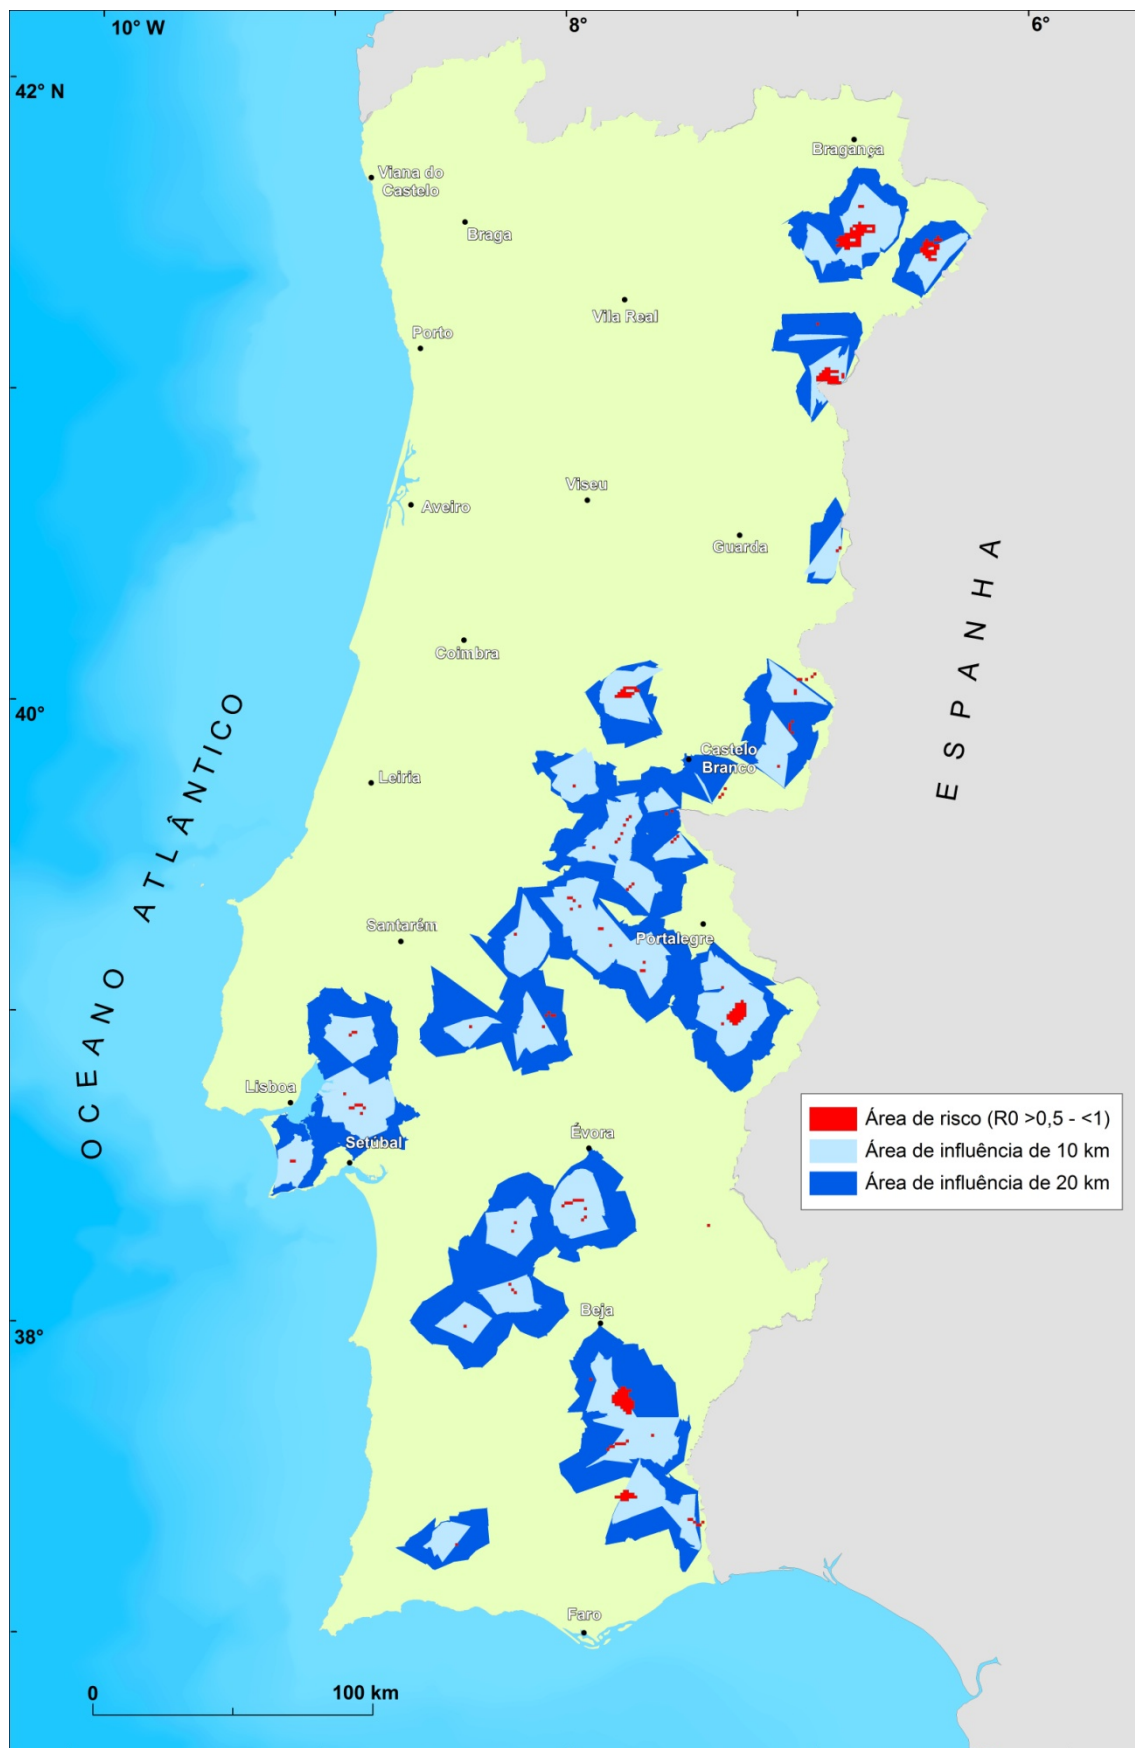 10° W
8°
6°
42° N
Bragança
Viana do
Castelo
Braga
Vila Real
Porto
Viseu
Aveiro
Guarda
Coimbra
ESPANHA
40°
OCEANO ATLÂNTICO
Castelo
Branco
Leiria
Santarém
Portalegre
Lisboa
Setúbal
Évora
Área de risco (R0 >0,5 - <1)
Área de influência de 10 km
Área de influência de 20 km
Beja
38°
Faro
0
100 km